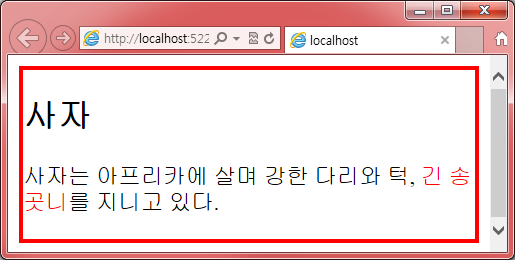 http://localhost:522
localhost
사자
사자는 아프리카에 살며 강한 다리와 턱, 긴 송
곳니를 지니고 있다.